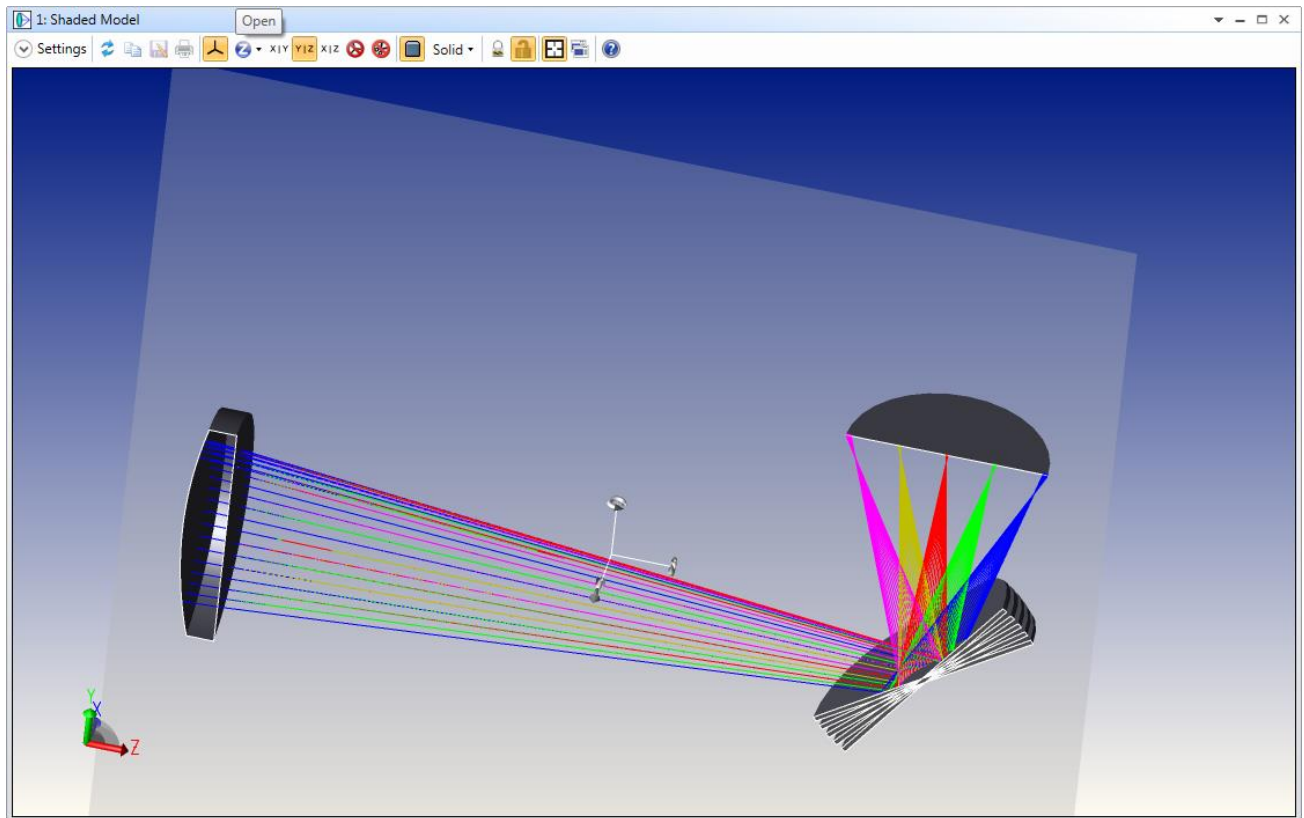 1: Shaded Model
Open
Settings
Z X|Y Y|Z X|Z Solid
Y
X
Z